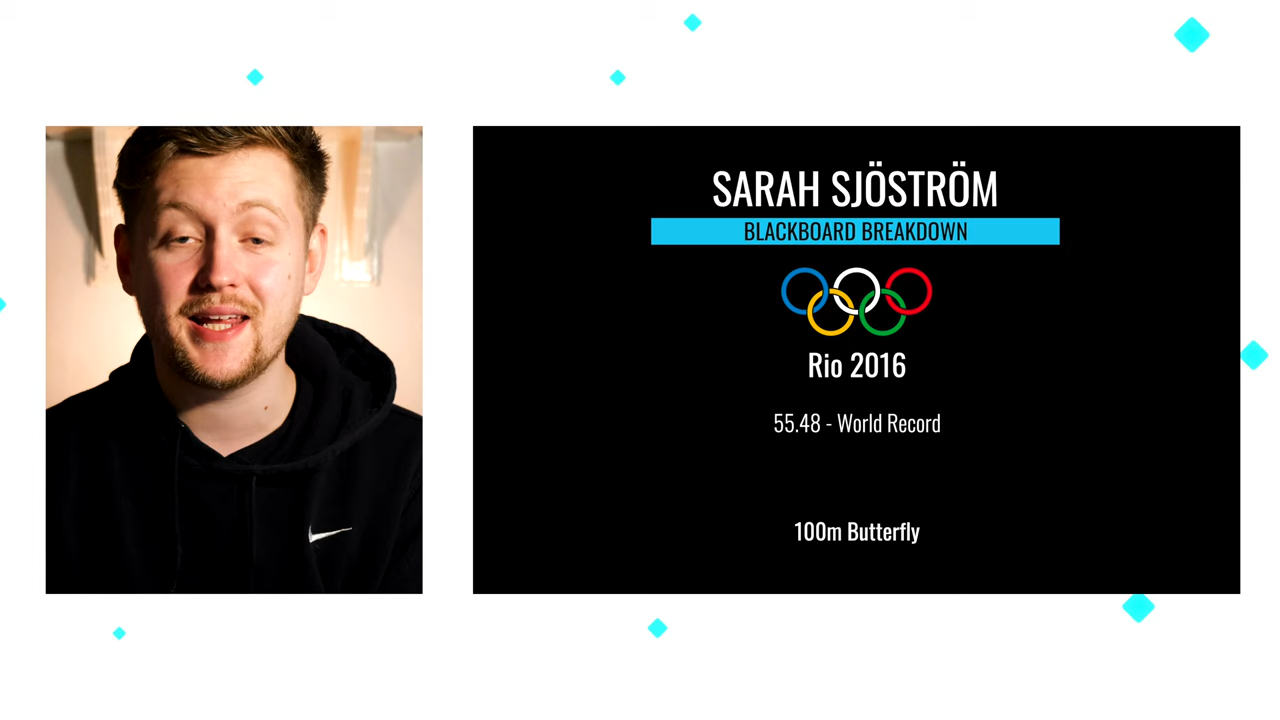 SARAH SJÖSTRÖM
BLACKBOARD BREAKDOWN
Rio 2016
55.48 - World Record
100m Butterfly